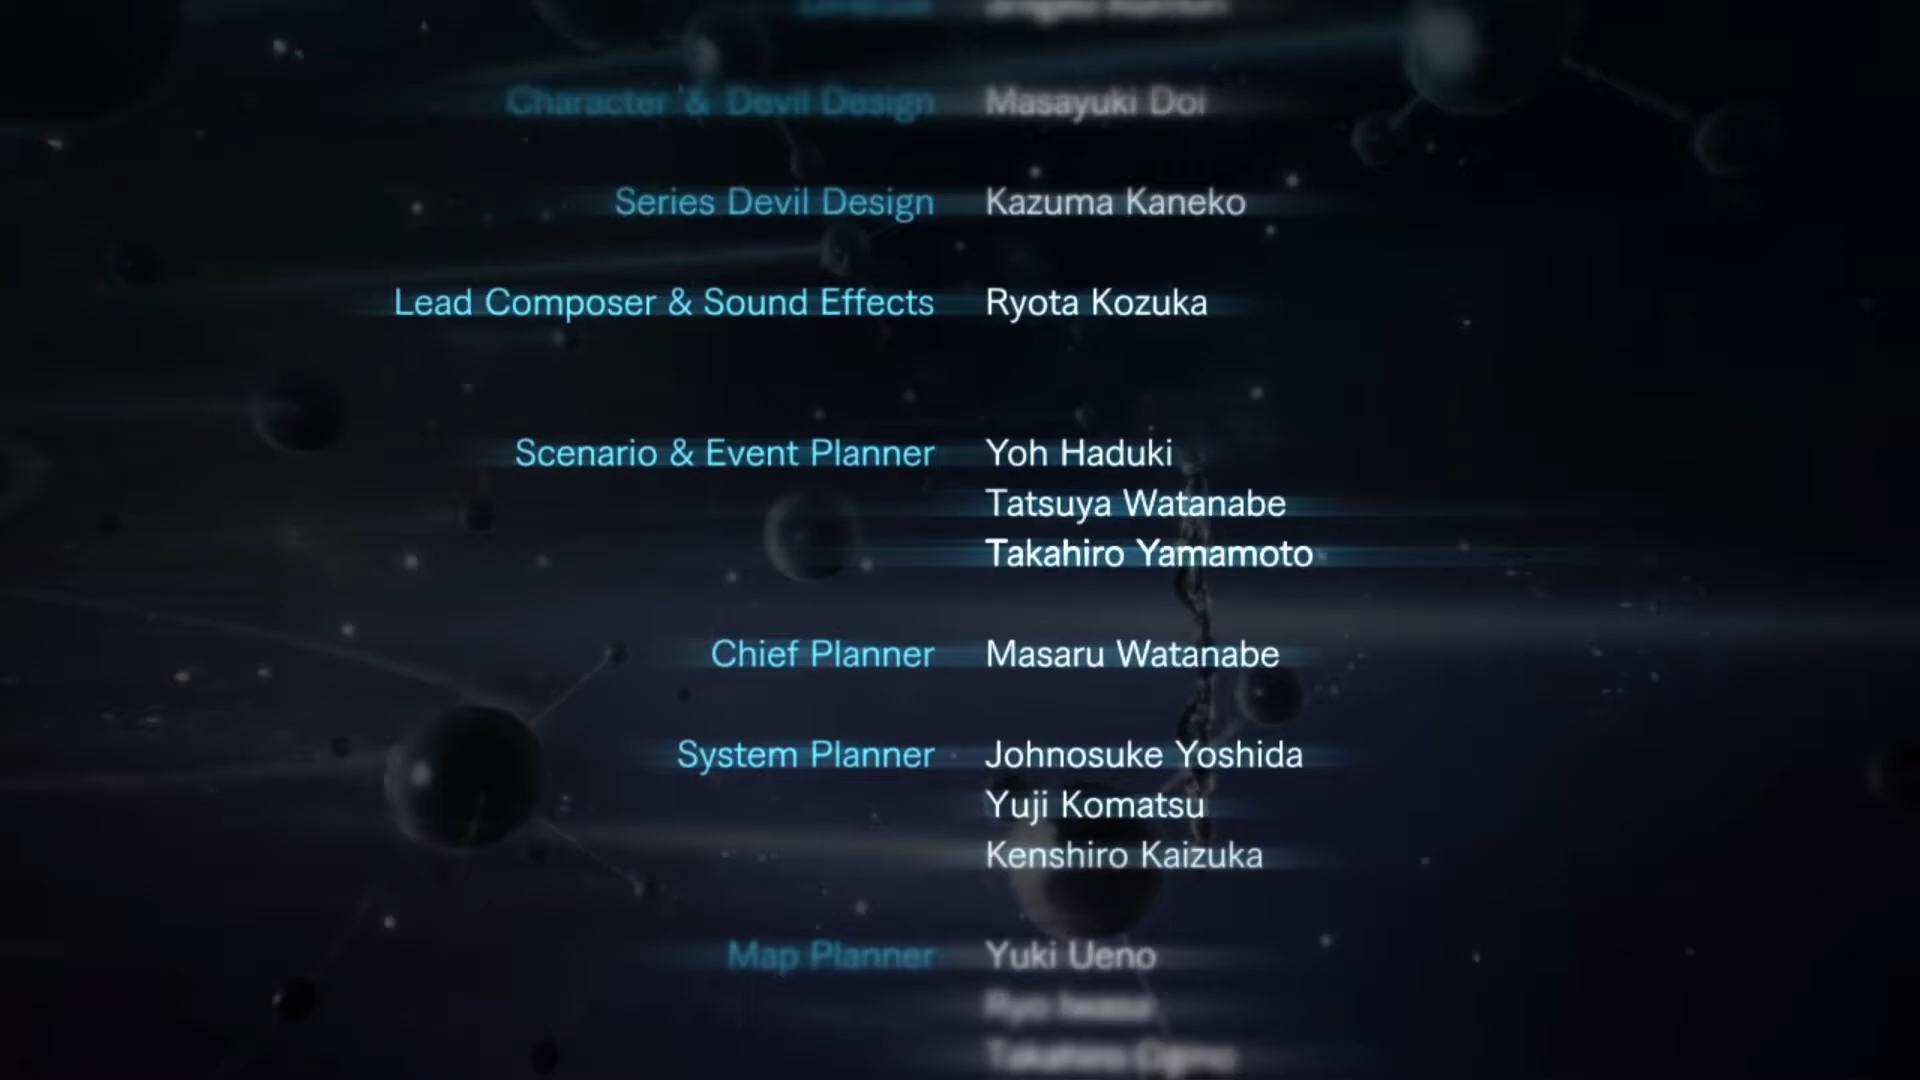 Character & Devil Design Masayuki Doi
Series Devil Design Kazuma Kaneko
Lead Composer & Sound Effects Ryota Kozuka
Scenario & Event Planner Yoh Haduki
Tatsuya Watanabe
Takahiro Yamamoto
Chief Planner Masaru Watanabe
System Planner Johnosuke Yoshida
Yuji Komatsu
Kenshiro Kaizuka
Map Planner Yuki Ueno